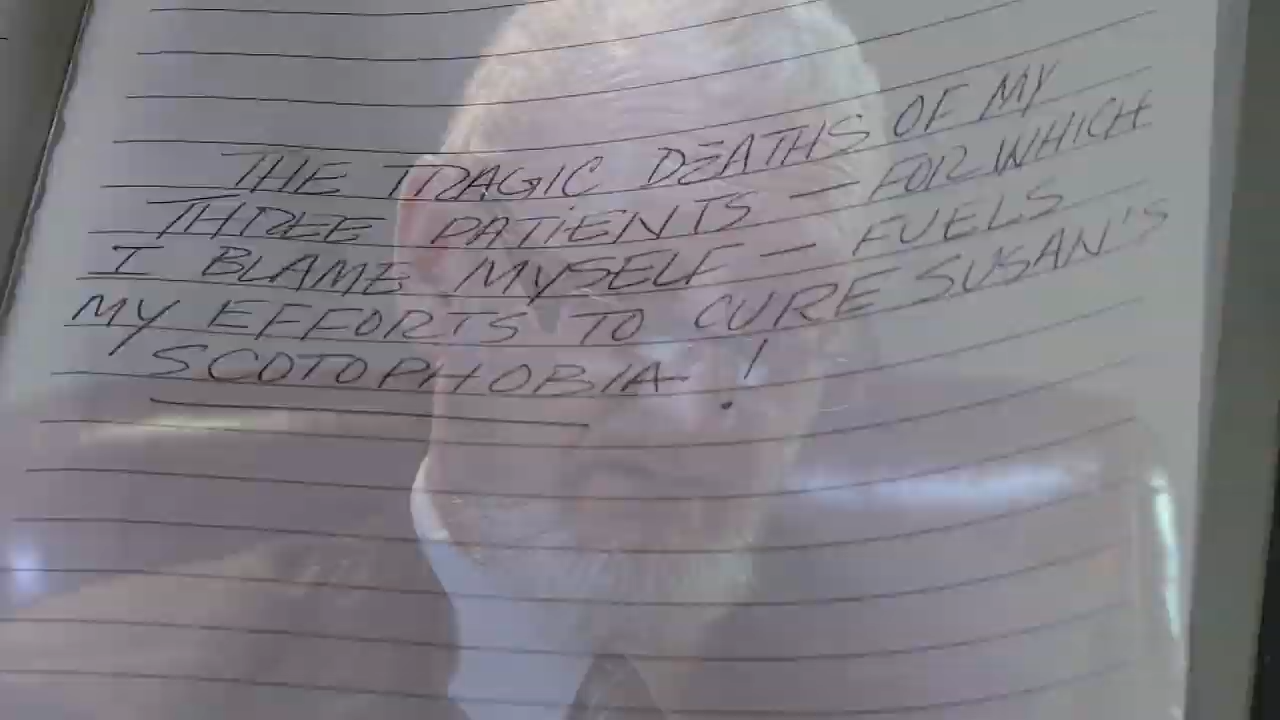 THE TRAGIC DEATHS OF MY
THREE PATIENTS — FOR WHICH
I BLAME MYSELF — FUELS
MY EFFORTS TO CURE SUSAN'S
SCOTOPHOBIA!